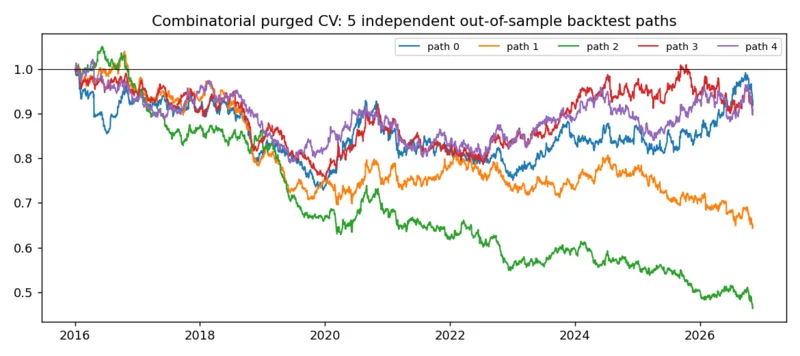 Combinatorial purged CV: 5 independent out-of-sample backtest paths
path 0 path 1 path 2 path 3 path 4
1.0
0.9
0.8
0.7
0.6
0.5
2016 2018 2020 2022 2024 2026